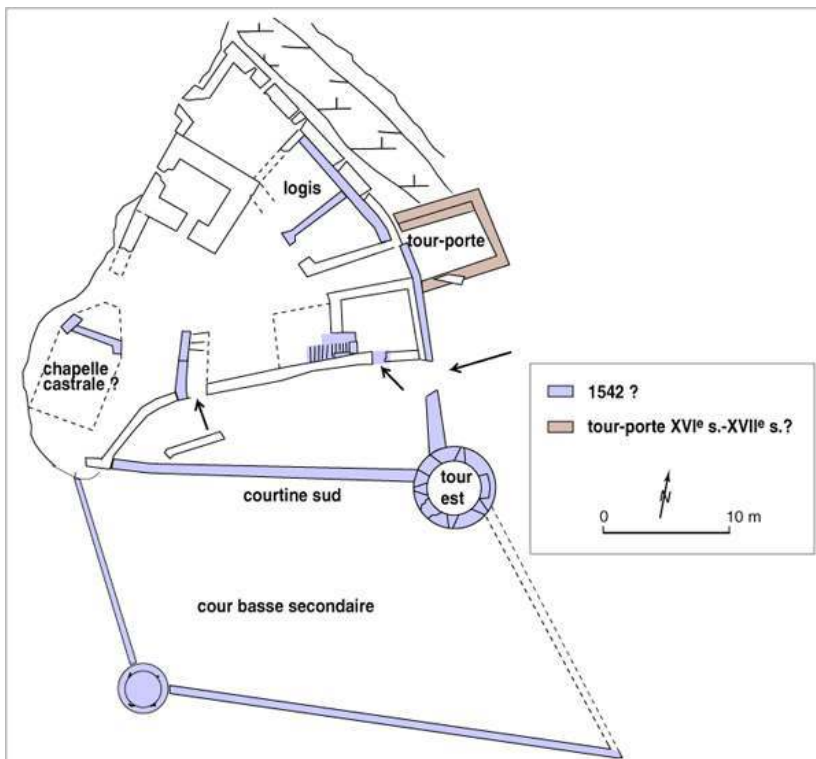 logis
tour-porte
chapelle
castrale ?
1542 ?
tour-porte XVIe s.-XVIIe s.?
tour
est
courtine sud
N
0 10 m
cour basse secondaire